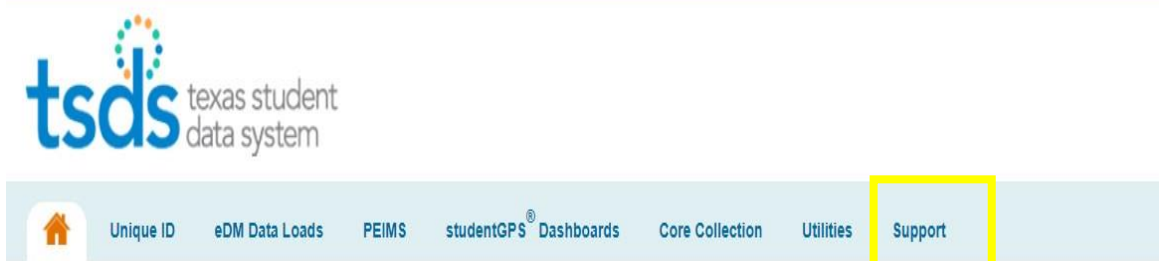 tsds texas student
data system
Unique ID eDM Data Loads PEIMS studentGPS® Dashboards Core Collection Utilities Support